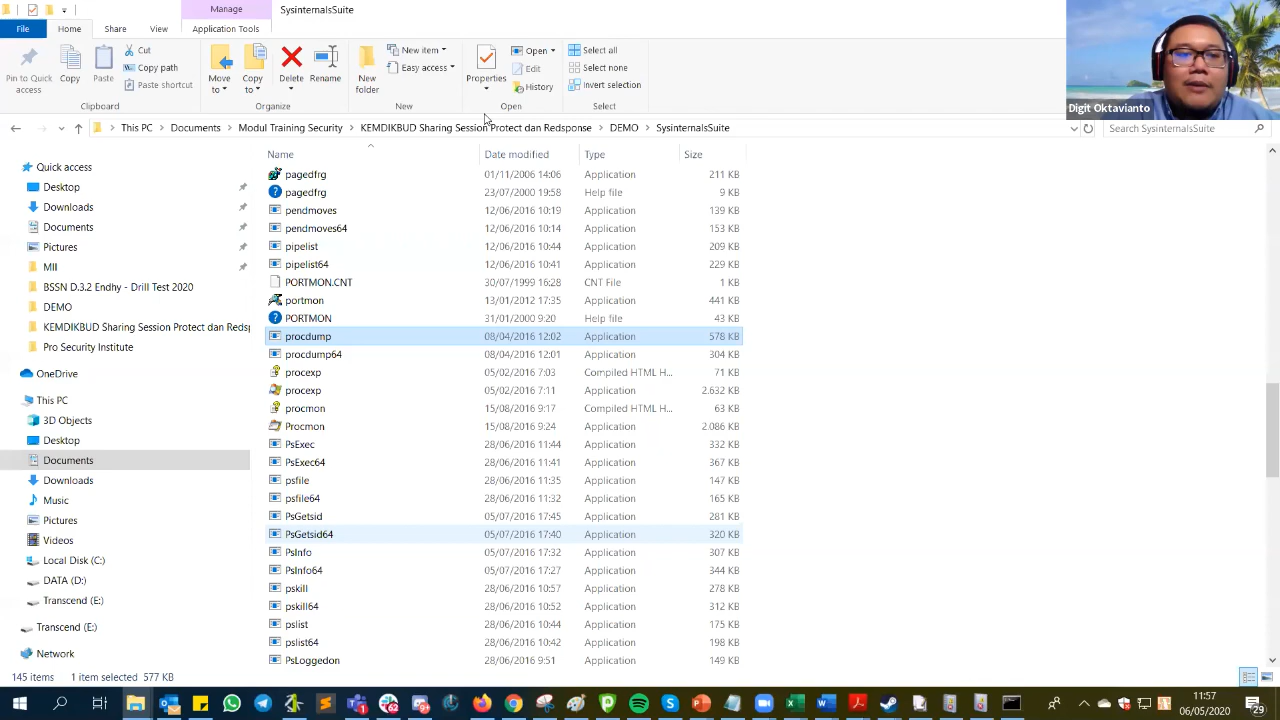 Manage
SysinternalsSuite
File
Home
Share
View
Application Tools
Pin to Quick access
Copy
Paste
Cut
Copy path
Paste shortcut
Clipboard
Move to
Copy to
Delete
Rename
Organize
New folder
New item
Easy access
New
Properties
Open
Edit
History
Open
Select all
Select none
Invert selection
Select
Digit Oktavianto
This PC
Documents
Modul Training Security
KEMDIKBUD Sharing Session Protect dan Redsponse
DEMO
SysinternalsSuite
Search SysinternalsSuite
Quick access
Desktop
Downloads
Documents
Pictures
MII
BSSN D.3.2 Endhy - Drill Test 2020
DEMO
KEMDIKBUD Sharing Session Protect dan Redsp
Pro Security Institute
OneDrive
This PC
3D Objects
Desktop
Documents
Downloads
Music
Pictures
Videos
Local Disk (C:)
DATA (D:)
Transcend (E:)
Transcend (E:)
Network
Name Date modified Type Size
pagedfrg 01/11/2006 14:06 Application 211 KB
pagedfrg 23/07/2000 19:58 Help file 9 KB
pendmoves 12/06/2016 10:19 Application 139 KB
pendmoves64 12/06/2016 10:14 Application 153 KB
pipelist 12/06/2016 10:44 Application 209 KB
pipelist64 12/06/2016 10:41 Application 229 KB
PORTMON.CNT 30/07/1999 16:28 CNT File 1 KB
portmon 13/01/2012 17:35 Application 441 KB
PORTMON 31/01/2000 9:20 Help file 43 KB
procdump 08/04/2016 12:02 Application 578 KB
procdump64 08/04/2016 12:01 Application 304 KB
procexp 05/02/2016 7:03 Compiled HTML H... 71 KB
procexp 05/02/2016 7:11 Application 2.632 KB
procmon 15/08/2016 9:17 Compiled HTML H... 63 KB
Procmon 15/08/2016 9:24 Application 2.086 KB
PsExec 28/06/2016 11:44 Application 332 KB
PsExec64 28/06/2016 11:41 Application 367 KB
psfile 28/06/2016 11:35 Application 147 KB
psfile64 28/06/2016 11:32 Application 165 KB
PsGetsid 05/07/2016 17:45 Application 281 KB
PsGetsid64 05/07/2016 17:40 Application 320 KB
PsInfo 05/07/2016 17:32 Application 307 KB
PsInfo64 05/07/2016 17:27 Application 344 KB
pskill 28/06/2016 10:57 Application 278 KB
pskill64 28/06/2016 10:52 Application 312 KB
pslist 28/06/2016 10:44 Application 175 KB
pslist64 28/06/2016 10:42 Application 198 KB
PsLoggedon 28/06/2016 9:51 Application 149 KB
145 items 1 item selected 577 KB
11:57
06/05/2020
29